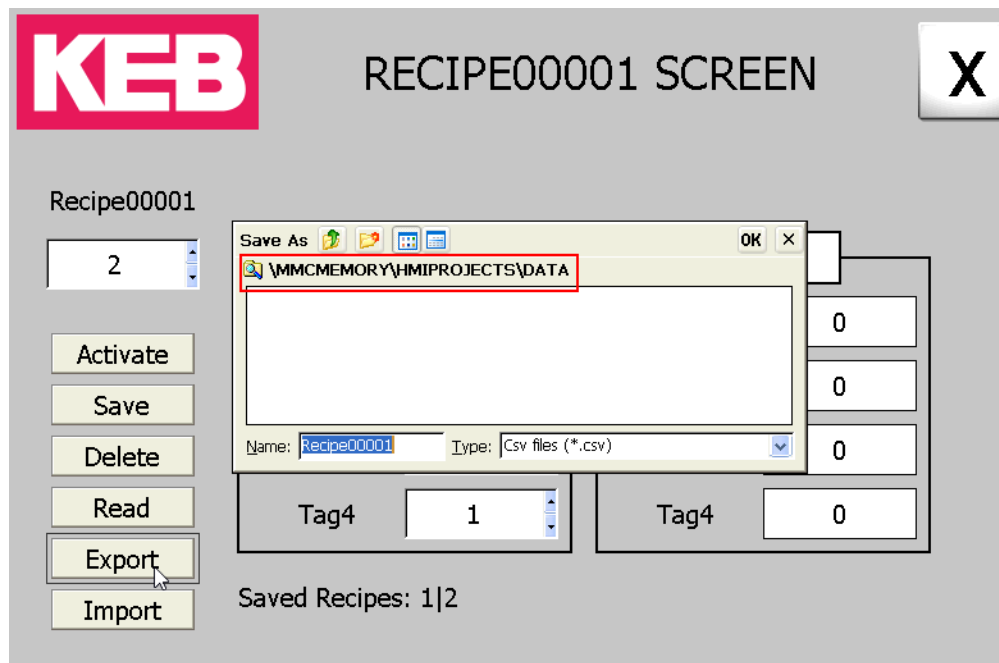 KEB
RECIPE00001 SCREEN
X
Recipe00001
2
Save As
OK
\MMCMEMORY\HMIPROJECTS\DATA
Name: Recipe00001 Type: Csv files (*.csv)
Activate
Save
Delete
Read
Export
Import
0
0
0
Tag4 1
Tag4 0
Saved Recipes: 1|2